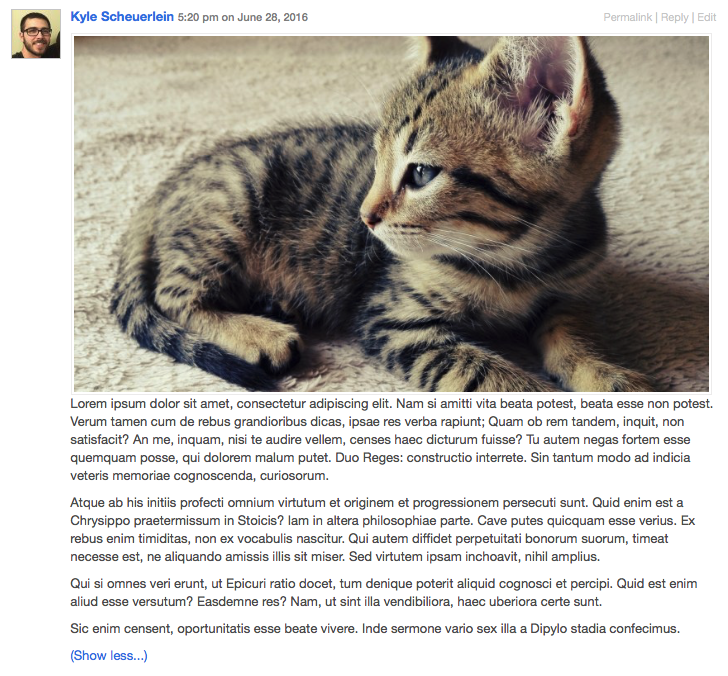 Kyle Scheuerlein 5:20 pm on June 28, 2016 Permalink | Reply | Edit
Lorem ipsum dolor sit amet, consectetur adipiscing elit. Nam si amitti vita beata potest, beata esse non potest.
Verum tamen cum de rebus grandioribus dicas, ipsae res verba rapiunt; Quam ob rem tandem, inquit, non
satisfacit? An me, inquam, nisi te audire vellem, censes haec dicturum fuisse? Tu autem negas fortem esse
quemquam posse, qui dolorem malum putet. Duo Reges: constructio interrete. Sin tantum modo ad indicia
veteris memoriae cognoscenda, curiosorum.
Atque ab his initiis profecti omnium virtutum et originem et progressionem persecuti sunt. Quid enim est a
Chrysippo praetermissum in Stoicis? Iam in altera philosophiae parte. Cave putes quicquam esse verius. Ex
rebus enim timiditas, non ex vocabulis nascitur. Qui autem diffidet perpetuitati bonorum suorum, timeat
necesse est, ne aliquando amissis illis sit miser. Sed virtutem ipsam inchoavit, nihil amplius.
Qui si omnes veri erunt, ut Epicuri ratio docet, tum denique poterit aliquid cognosci et percipi. Quid est enim
aliud esse versutum? Easdemne res? Nam, ut sint illa vendibiliora, haec uberiora certe sunt.
Sic enim censent, oportunitatis esse beate vivere. Inde sermone vario sex illa a Dipylo stadia confecimus.
(Show less...)